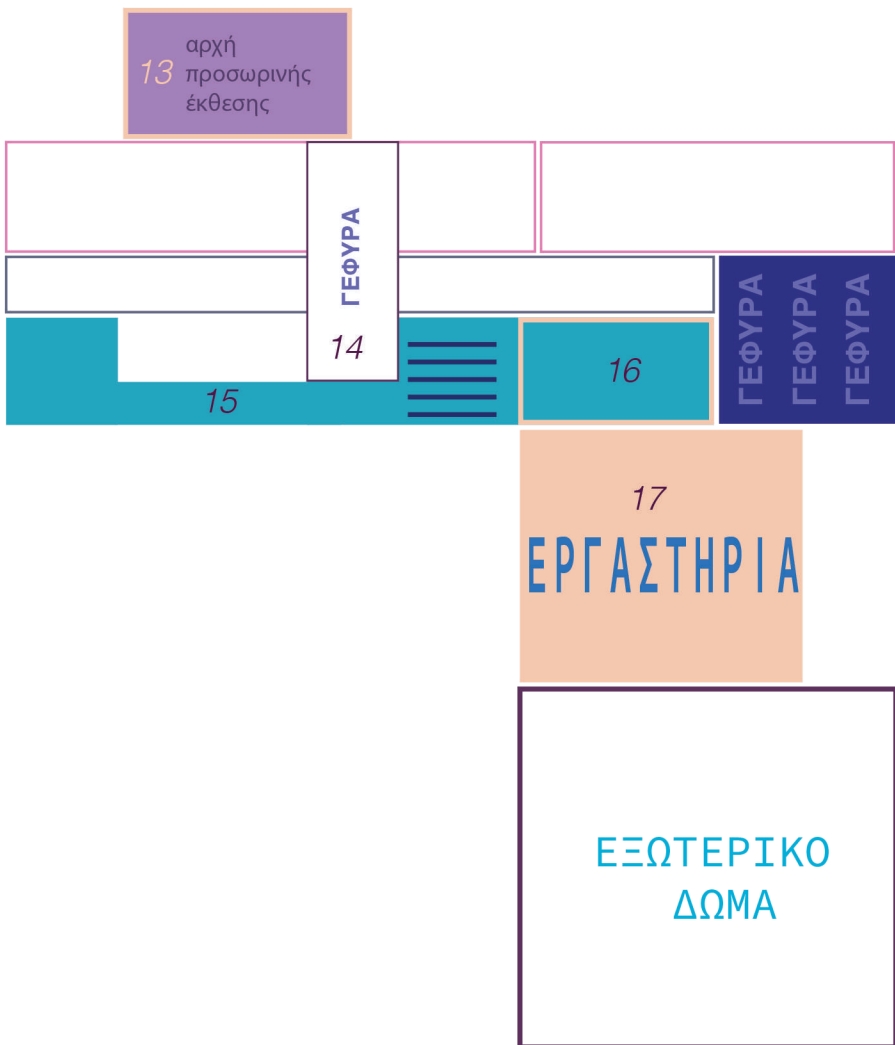 13
αρχή
προσωρινής
έκθεσης
ΓΕΦΥΡΑ
14
15
16
ΓΕΦΥΡΑ
ΓΕΦΥΡΑ
ΓΕΦΥΡΑ
17
ΕΡΓΑΣΤΗΡΙΑ
ΕΞΩΤΕΡΙΚΟ
ΔΩΜΑ